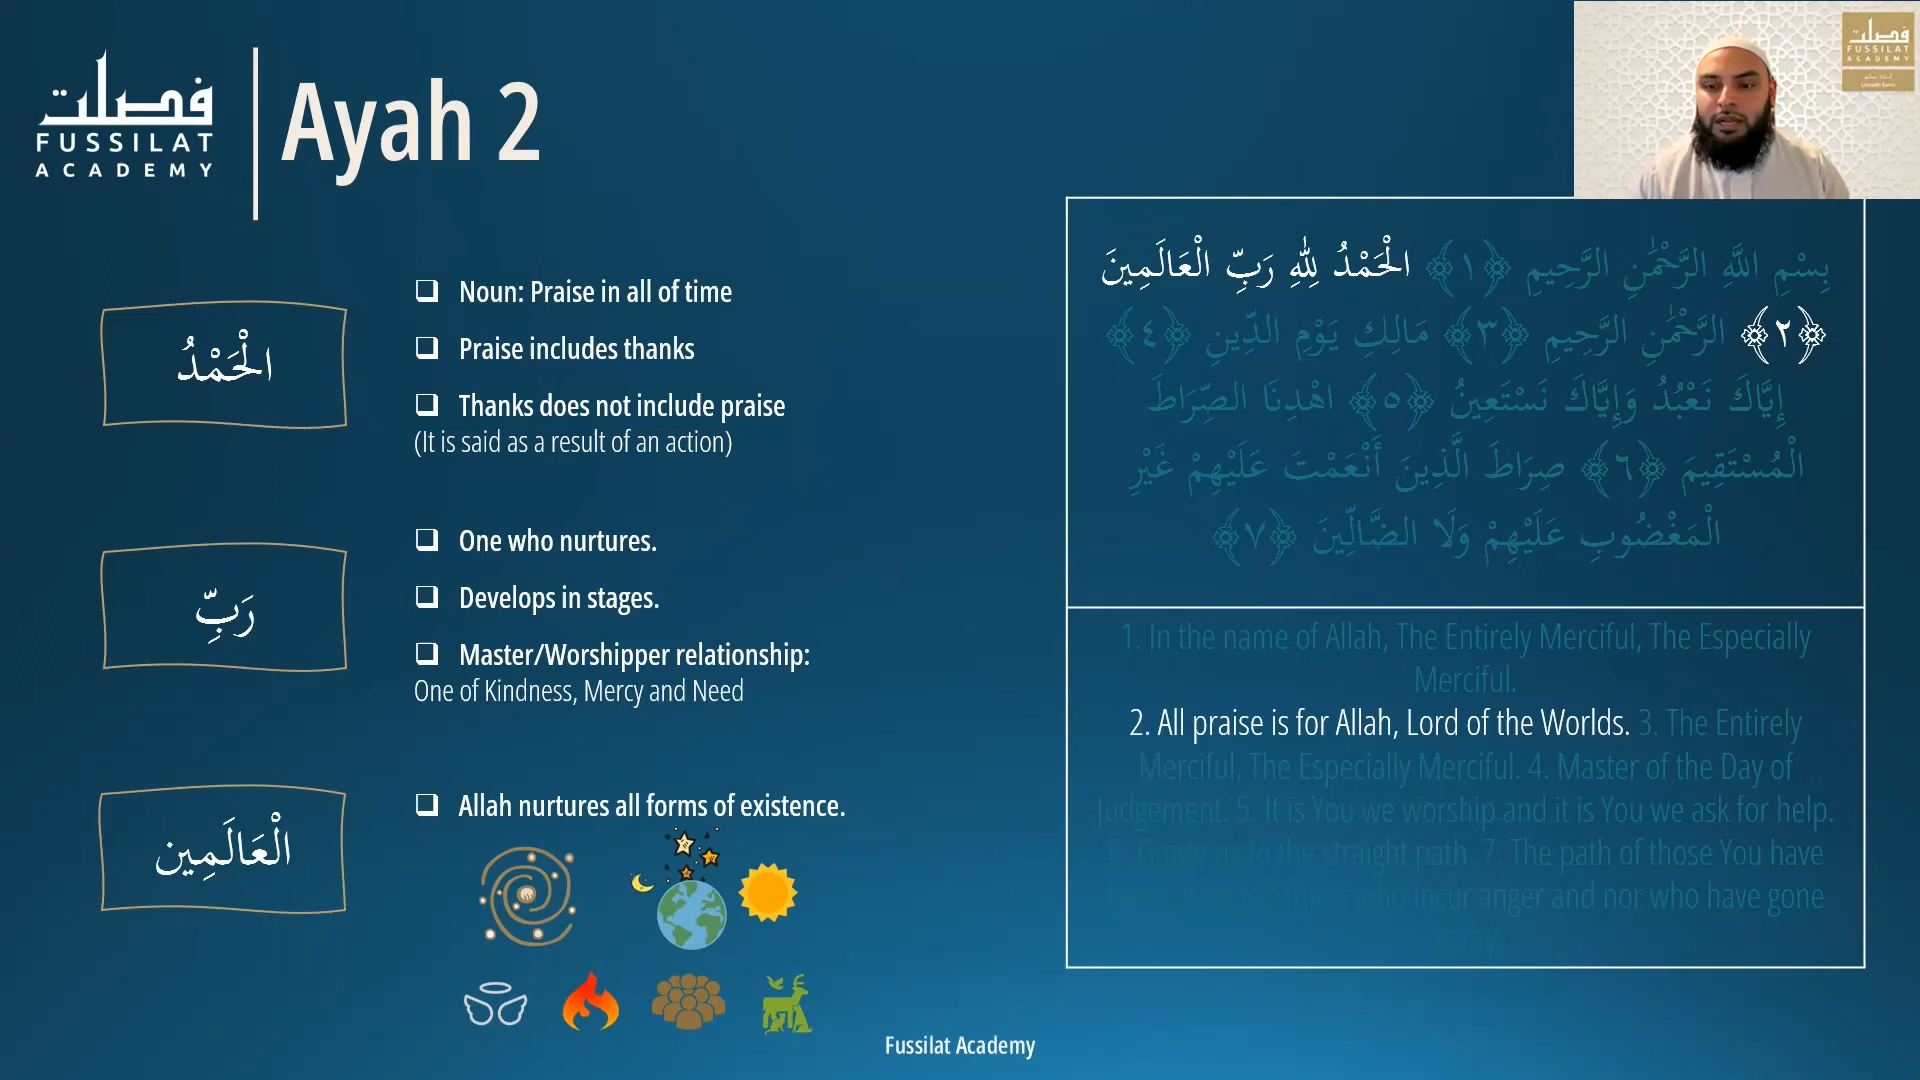 فصلت
FUSSILAT
ACADEMY
Ayah 2
فصلت
FUSSILAT
ACADEMY
الْحَمْدُ
Noun: Praise in all of time
Praise includes thanks
Thanks does not include praise
(It is said as a result of an action)
رَبِّ
One who nurtures.
Develops in stages.
Master/Worshipper relationship:
One of Kindness, Mercy and Need
الْعَالَمِين
Allah nurtures all forms of existence.
بِسْمِ اللَّهِ الرَّحْمَٰنِ الرَّحِيمِ ﴿١﴾ الْحَمْدُ لِلَّهِ رَبِّ الْعَالَمِينَ
﴿٢﴾ الرَّحْمَٰنِ الرَّحِيمِ ﴿٣﴾ مَالِكِ يَوْمِ الدِّينِ ﴿٤﴾
إِيَّاكَ نَعْبُدُ وَإِيَّاكَ نَسْتَعِينُ ﴿٥﴾ اهْدِنَا الصِّرَاطَ
الْمُسْتَقِيمَ ﴿٦﴾ صِرَاطَ الَّذِينَ أَنْعَمْتَ عَلَيْهِمْ غَيْرِ
الْمَغْضُوبِ عَلَيْهِمْ وَلَا الضَّالِّينَ ﴿٧﴾
1. In the name of Allah, The Entirely Merciful, The Especially
Merciful.
2. All praise is for Allah, Lord of the Worlds. 3. The Entirely
Merciful, The Especially Merciful. 4. Master of the Day of
Judgement. 5. It is You we worship and it is You we ask for help.
the straight path. 7. The path of those You have
who incur anger and nor who have gone
Fussilat Academy